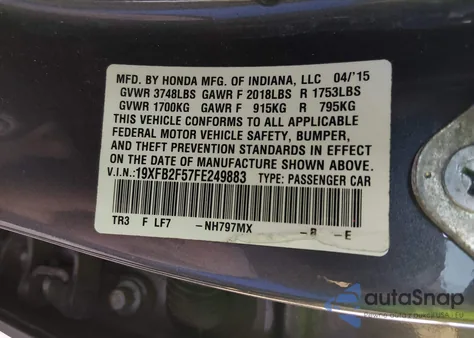 MFD. BY HONDA MFG. OF INDIANA, LLC 04/'15
GVWR 3748LBS GAWR F 2018LBS R 1753LBS
GVWR 1700KG GAWR F 915KG R 795KG
THIS VEHICLE CONFORMS TO ALL APPLICABLE
FEDERAL MOTOR VEHICLE SAFETY, BUMPER,
AND THEFT PREVENTION STANDARDS IN EFFECT
ON THE DATE OF MANUFACTURE SHOWN ABOVE.
V.I.N.:19XFB2F57FE249883 TYPE: PASSENGER CAR
TR3 F LF7 -NH797MX -B -E
autoSnap